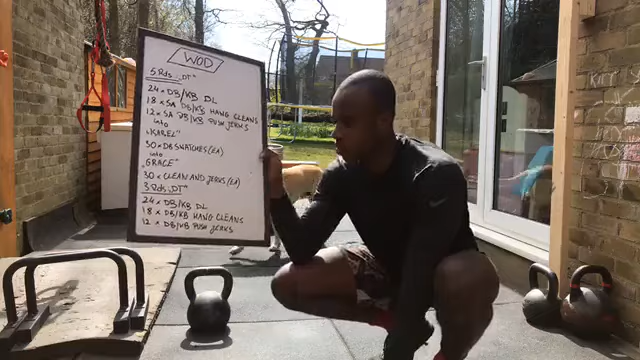 WOD
5 Rds "DT"
24 x DB/KB DL
18 x SA DB/KB HANG CLEANS
12 x SA DB/KB PUSH JERKS
into
"KAREL"
30 x DB SNATCHES (EA)
into
"GRACE"
30 x CLEAN AND JERKS (EA)
3 Rds "DT"
24 x DB/KB DL
18 x DB/KB HANG CLEANS
12 x DB/KB PUSH JERKS